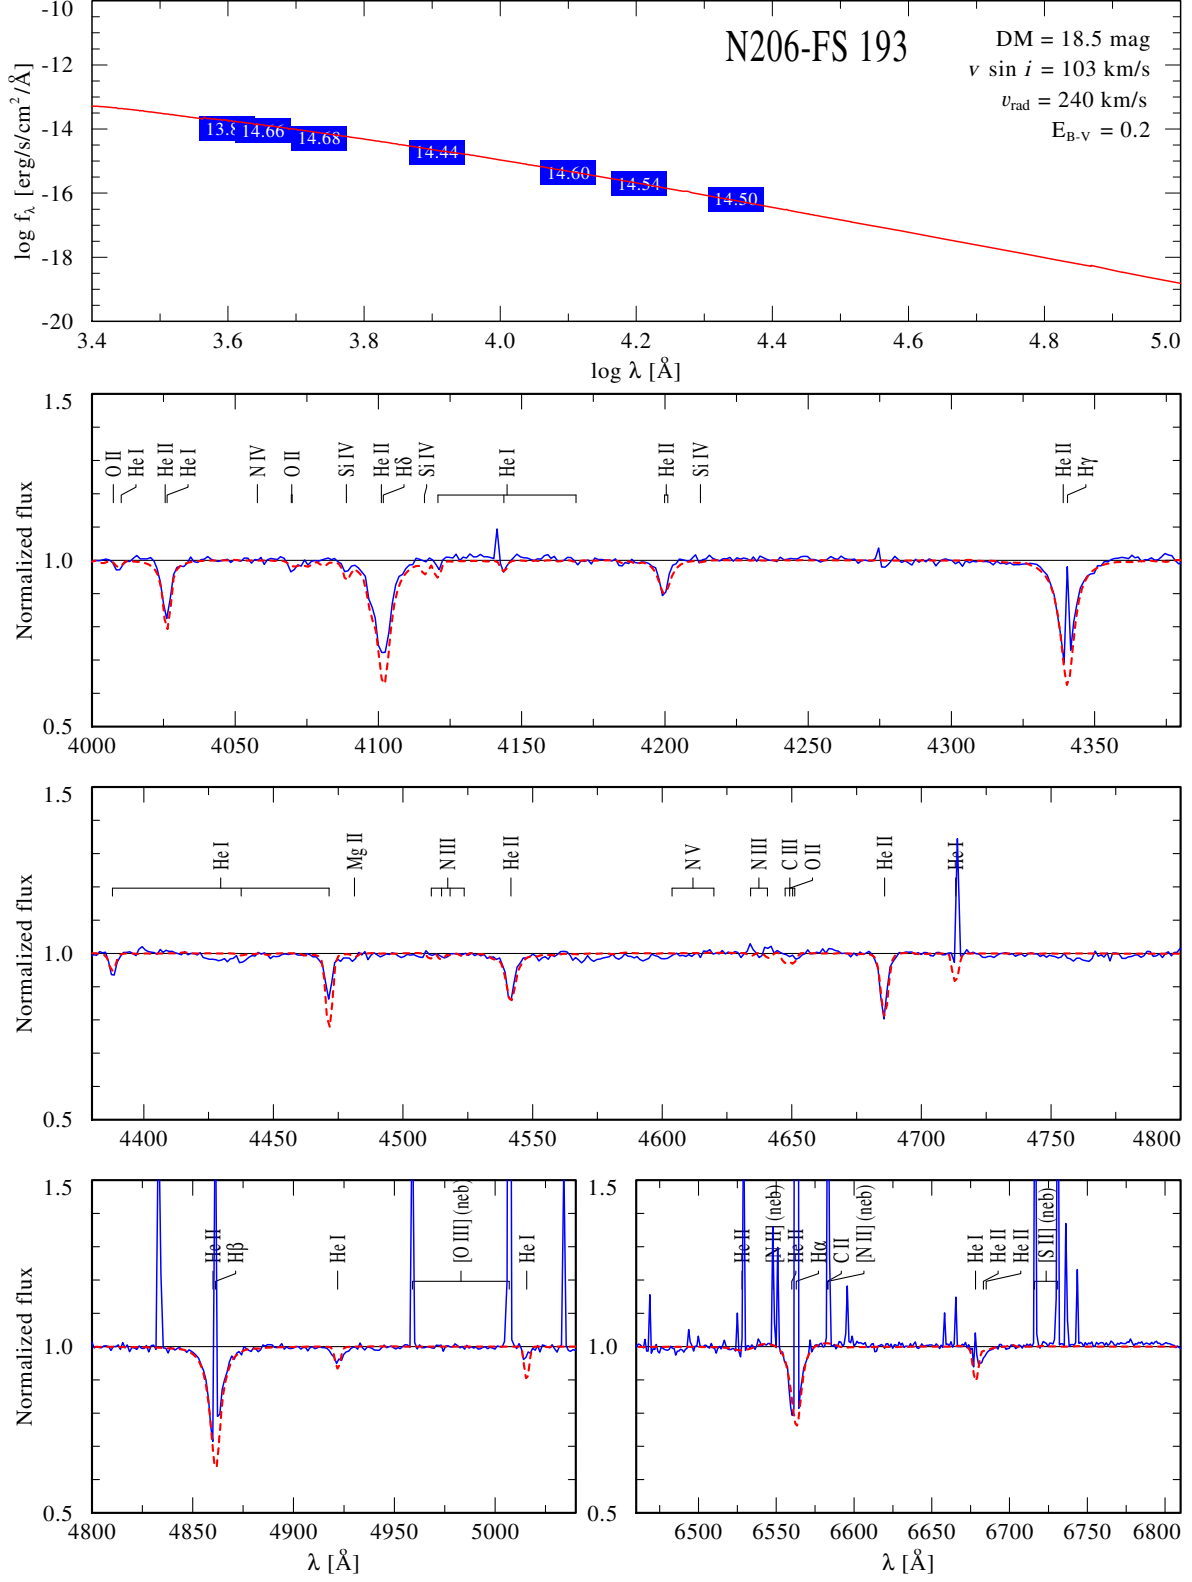 N206-FS 193
DM = 18.5 mag
v sin i = 103 km/s
v_rad = 240 km/s
E_B-V = 0.2
log f_λ [erg/s/cm²/Å]
-10
-12
-14
-16
-18
-20
14.66
14.68
14.44
14.60
14.54
14.50
3.4 3.6 3.8 4.0 4.2 4.4 4.6 4.8 5.0
log λ [Å]
Normalized flux
1.5
1.0
0.5
O II He I He II He I N IV O II Si IV He II Hδ Si IV He I He II Si IV He II Hγ
4000 4050 4100 4150 4200 4250 4300 4350
Normalized flux
1.5
1.0
0.5
He I Mg II N III He II N V N III C III O II He II He I
4400 4450 4500 4550 4600 4650 4700 4750 4800
Normalized flux
1.5
1.0
0.5
He II Hβ He I [O III] (neb) He I
4800 4850 4900 4950 5000
λ [Å]
1.5
1.0
0.5
He II [N II] (neb) He II Hα C II [N II] (neb) He I He II He II [S II] (neb)
6500 6550 6600 6650 6700 6750 6800
λ [Å]